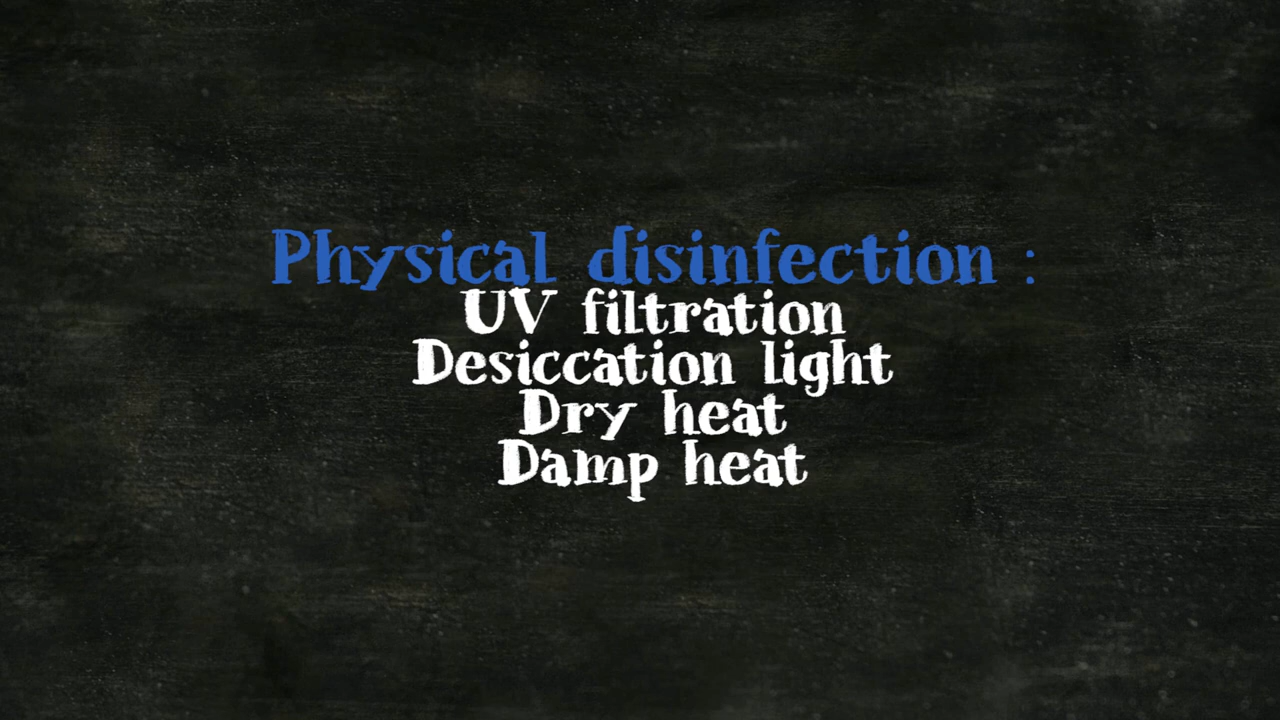 Physical disinfection :
UV filtration
Desiccation light
Dry heat
Damp heat